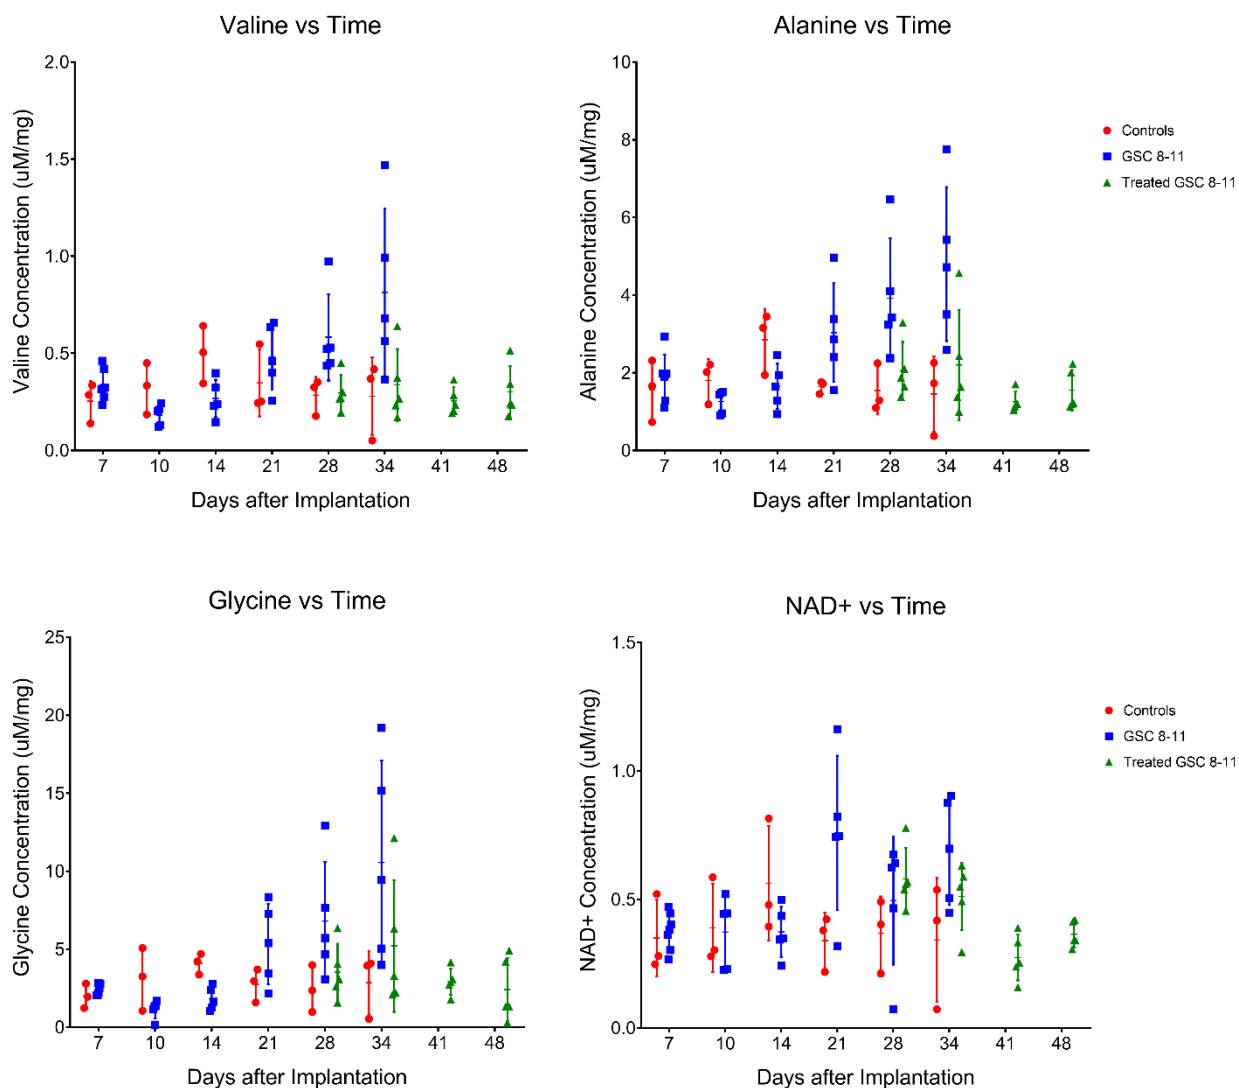 Valine vs Time
Valine Concentration (uM/mg)
2.0
1.5
1.0
0.5
0.0
7 10 14 21 28 34 41 48
Days after Implantation
Alanine vs Time
Alanine Concentration (uM/mg)
10
8
6
4
2
0
7 10 14 21 28 34 41 48
Days after Implantation
Controls
GSC 8-11
Treated GSC 8-11
Glycine vs Time
Glycine Concentration (uM/mg)
25
20
15
10
5
0
7 10 14 21 28 34 41 48
Days after Implantation
NAD+ vs Time
NAD+ Concentration (uM/mg)
1.5
1.0
0.5
0.0
7 10 14 21 28 34 41 48
Days after Implantation
Controls
GSC 8-11
Treated GSC 8-11